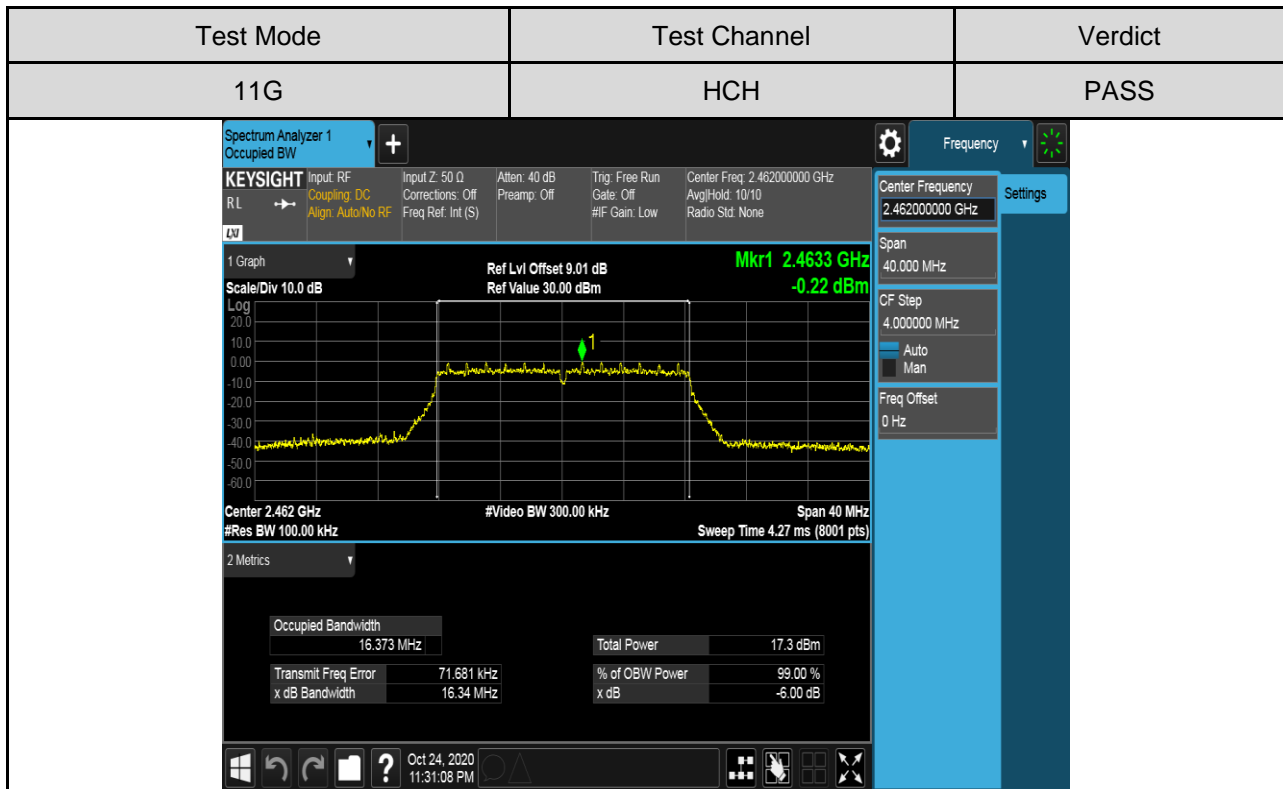 Test Mode Test Channel Verdict
11G HCH PASS
Spectrum Analyzer 1
Occupied BW
+
Frequency
KEYSIGHT Input: RF Input Z: 50 Ω Atten: 40 dB Trig: Free Run Center Freq: 2.462000000 GHz
RL Coupling: DC Corrections: Off Preamp: Off Gate: Off Avg|Hold: 10/10
Align: Auto/No RF Freq Ref: Int (S) #IF Gain: Low Radio Std: None
LXI
Center Frequency
2.462000000 GHz
Settings
Span
40.000 MHz
CF Step
4.000000 MHz
Auto
Man
Freq Offset
0 Hz
1 Graph
Ref Lvl Offset 9.01 dB
Mkr1 2.4633 GHz
Scale/Div 10.0 dB Ref Value 30.00 dBm -0.22 dBm
Log
20.0
10.0
0.00
-10.0
-20.0
-30.0
-40.0
-50.0
-60.0
1
Center 2.462 GHz #Video BW 300.00 kHz Span 40 MHz
#Res BW 100.00 kHz Sweep Time 4.27 ms (8001 pts)
2 Metrics
Occupied Bandwidth
16.373 MHz Total Power 17.3 dBm
Transmit Freq Error 71.681 kHz % of OBW Power 99.00 %
x dB Bandwidth 16.34 MHz x dB -6.00 dB
? Oct 24, 2020
11:31:08 PM